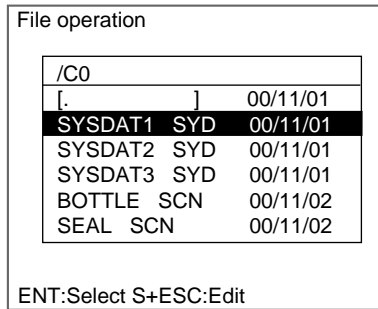 File operation
/C0
[. ] 00/11/01
SYSDAT1 SYD 00/11/01
SYSDAT2 SYD 00/11/01
SYSDAT3 SYD 00/11/01
BOTTLE SCN 00/11/02
SEAL SCN 00/11/02
ENT:Select S+ESC:Edit